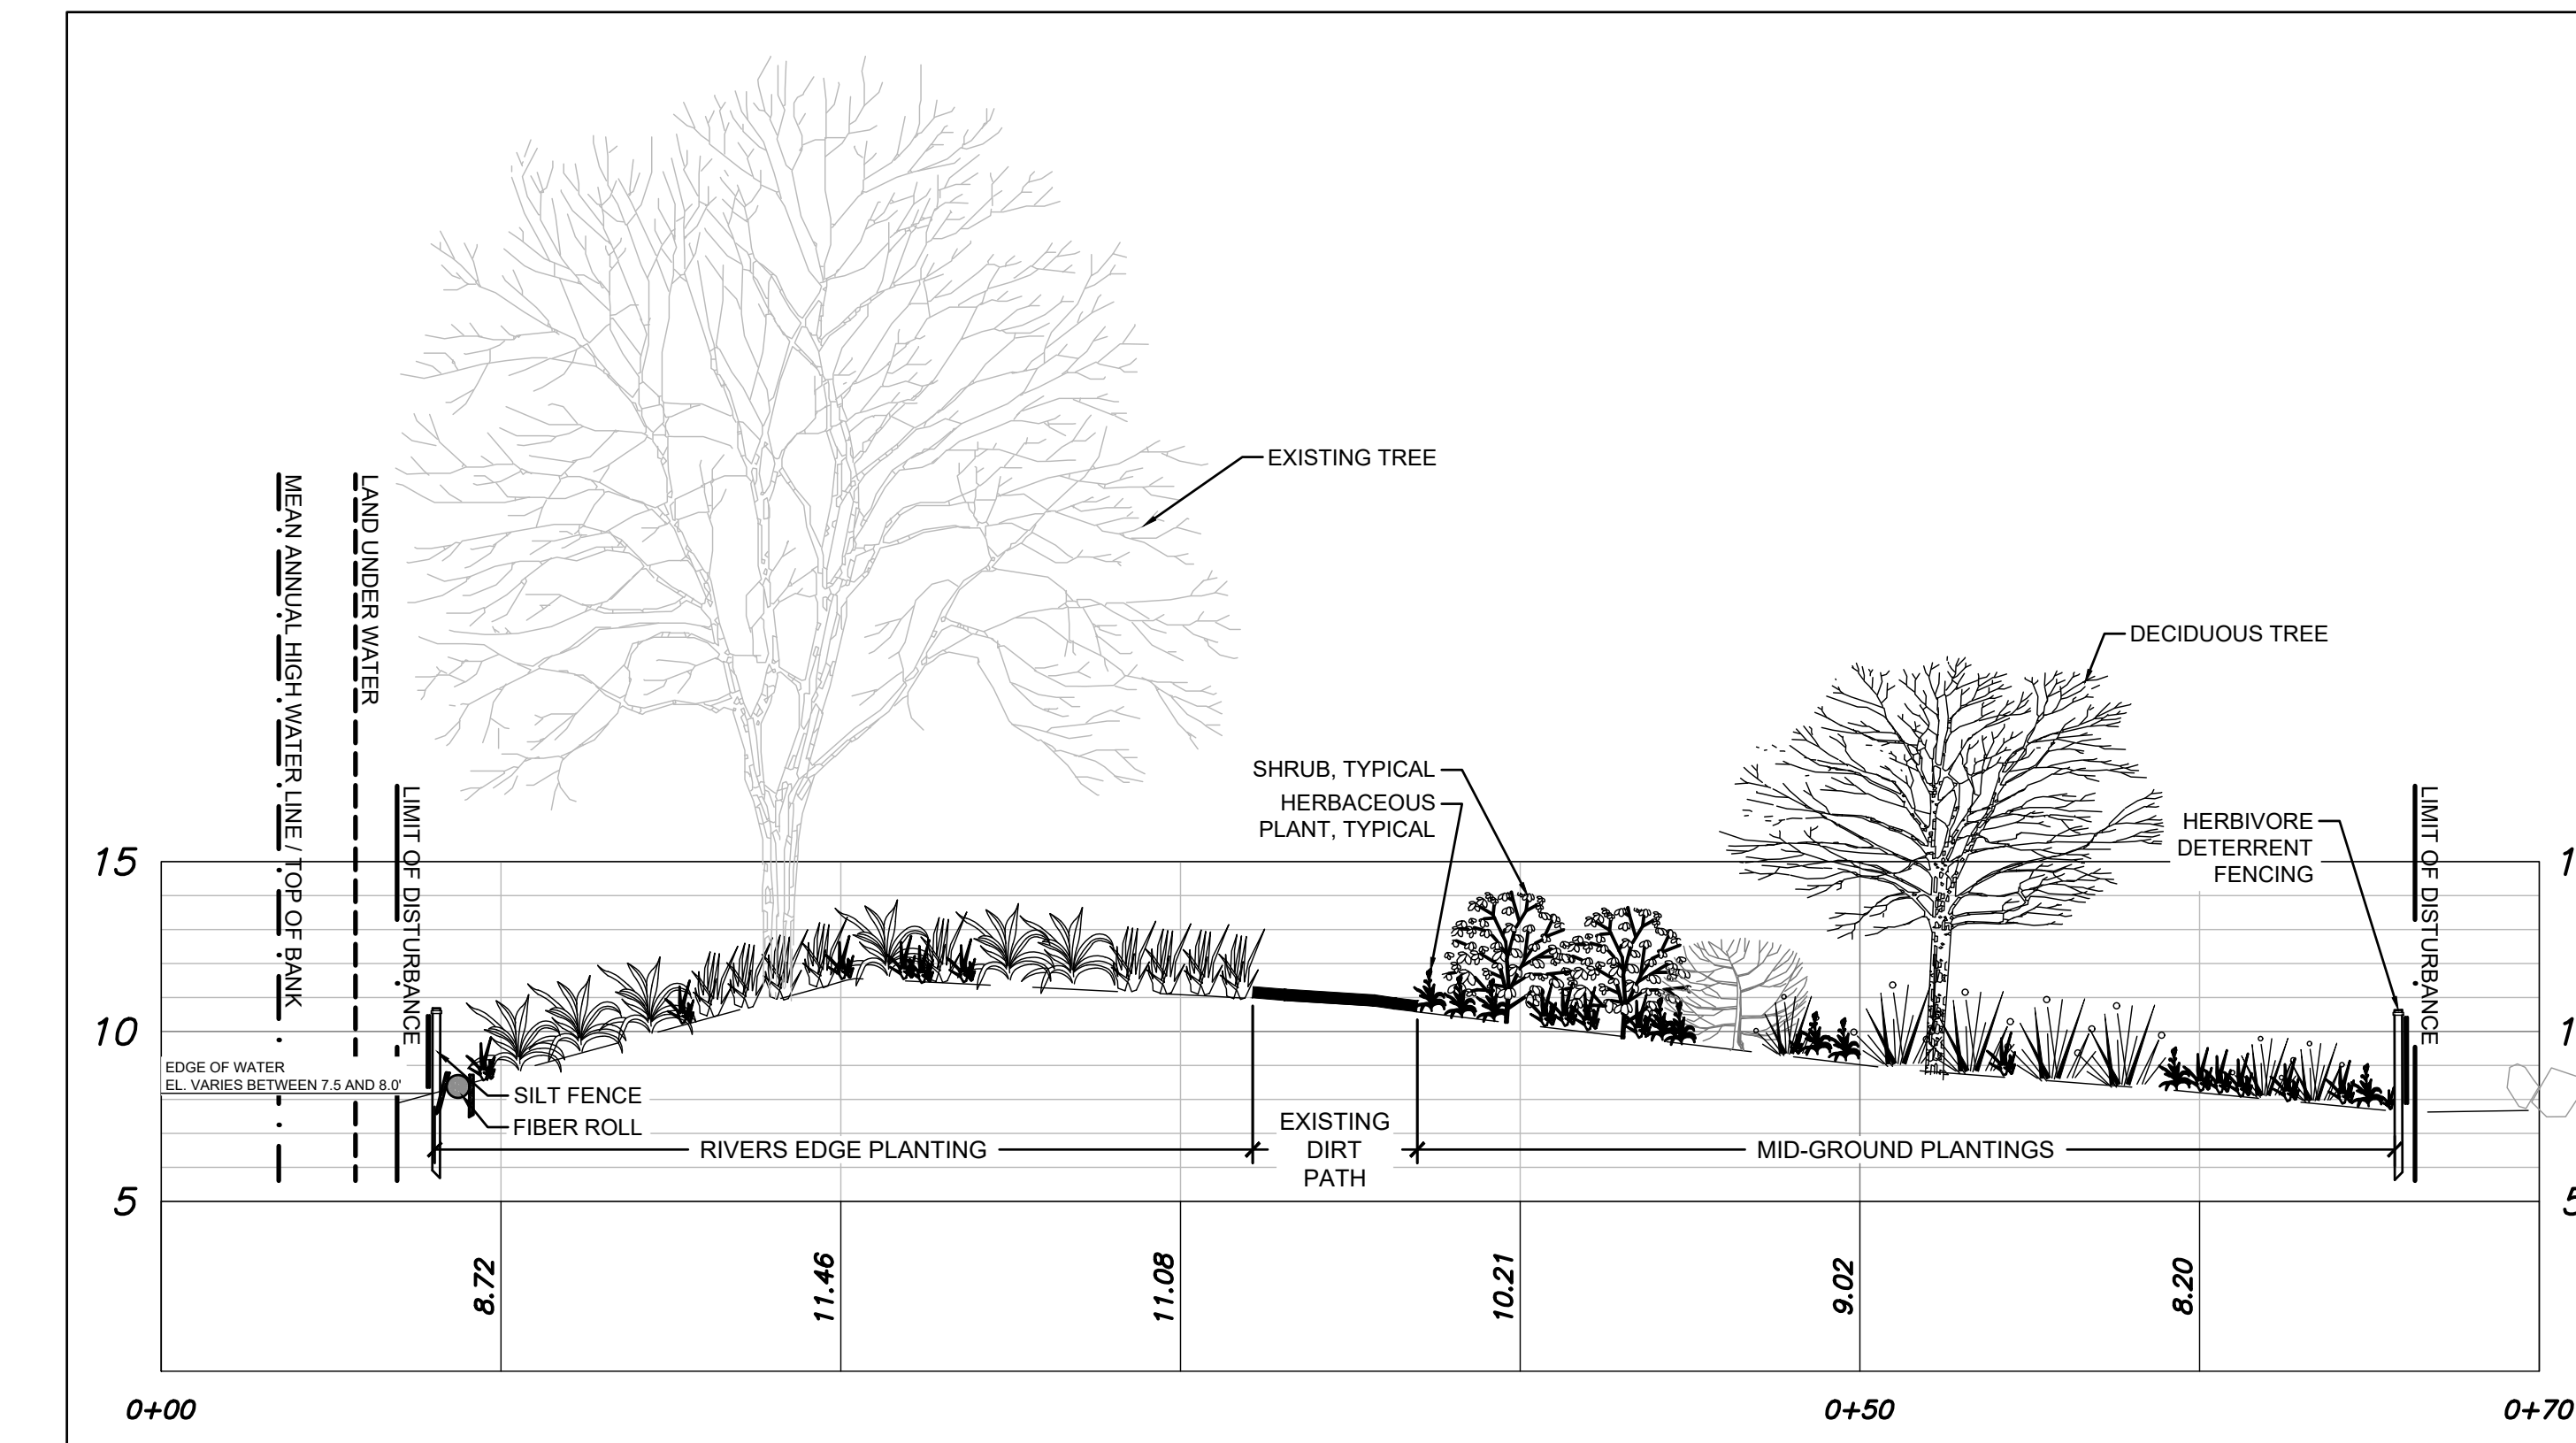 EXISTING TREE
MEAN ANNUAL HIGH WATER LINE / TOP OF BANK
LAND UNDER WATER
LIMIT OF DISTURBANCE
DECIDUOUS TREE
SHRUB, TYPICAL
HERBACEOUS
PLANT, TYPICAL
HERBIVORE
DETERRENT
FENCING
LIMIT OF DISTURBANCE
15
1
10
1
EDGE OF WATER
EL. VARIES BETWEEN 7.5 AND 8.0'
SILT FENCE
FIBER ROLL
RIVERS EDGE PLANTING
EXISTING
DIRT
PATH
MID-GROUND PLANTINGS
5
5
8.72
11.46
11.08
10.21
9.02
8.20
0+00
0+50
0+70